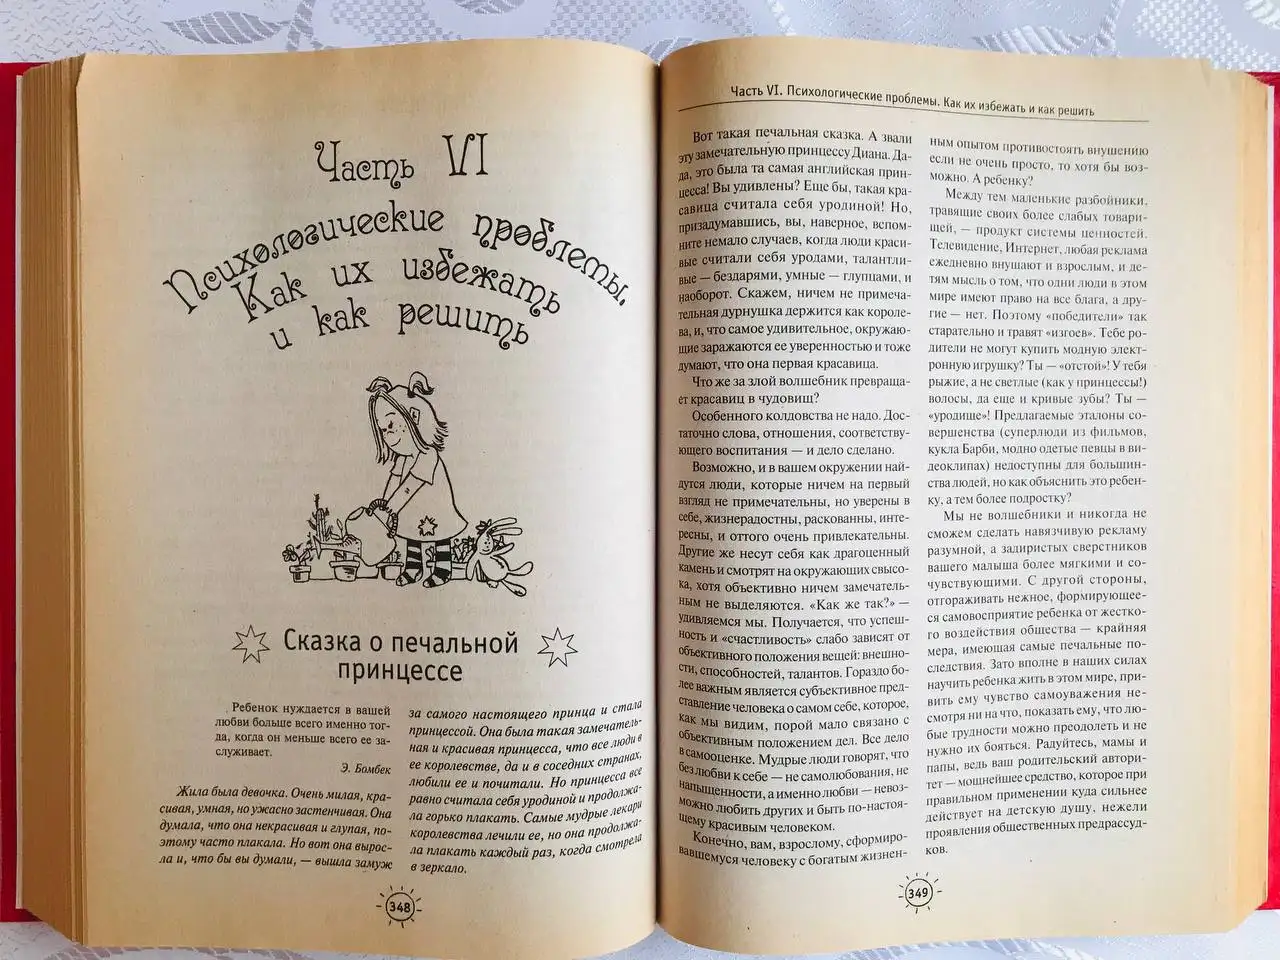 Часть VI
Психологические проблемы.
Как их избежать
и как решить
Сказка о печальной
принцессе
Ребенок нуждается в вашей
любви больше всего именно тог-
да, когда он меньше всего ее за-
служивает.
Э. Бомбек
Жила была девочка. Очень милая, кра-
сивая, умная, но ужасно застенчивая. Она
думала, что она некрасивая и глупая, по-
этому часто плакала. Но вот она вырос-
ла и, что бы вы думали, — вышла замуж
за самого настоящего принца и стала
принцессой. Она была такая замечатель-
ная и красивая принцесса, что все люди в
ее королевстве, да и в соседних странах,
любили ее и почитали. Но принцесса все
равно считала себя уродиной и продолжа-
ла горько плакать. Самые мудрые лекари
королевства лечили ее, но она продолжа-
ла плакать каждый раз, когда смотрела
в зеркало.
348
Часть VI. Психологические проблемы. Как их избежать и как решить
Вот такая печальная сказка. А звали
эту замечательную принцессу Диана. Да-
да, это была та самая английская прин-
цесса! Вы удивлены? Еще бы, такая кра-
савица считала себя уродиной! Но,
призадумавшись, вы, наверное, вспом-
ните немало случаев, когда люди краси-
вые считали себя уродами, талантли-
вые — бездарями, умные — глупцами, и
наоборот. Скажем, ничем не примеча-
тельная дурнушка держится как короле-
ва, и, что самое удивительное, окружаю-
щие заражаются ее уверенностью и тоже
думают, что она первая красавица.
Что же за злой волшебник превраща-
ет красавиц в чудовищ?
Особенного колдовства не надо. Дос-
таточно слова, отношения, соответству-
ющего воспитания — и дело сделано.
Возможно, и в вашем окружении най-
дутся люди, которые ничем на первый
взгляд не примечательны, но уверены в
себе, жизнерадостны, раскованны, инте-
ресны, и оттого очень привлекательны.
Другие же несут себя как драгоценный
камень и смотрят на окружающих свысо-
ка, хотя объективно ничем замечатель-
ным не выделяются. «Как же так?» —
удивляемся мы. Получается, что успеш-
ность и «счастливость» слабо зависят от
объективного положения вещей: внешно-
сти, способностей, талантов. Гораздо бо-
лее важным является субъективное пред-
ставление человека о самом себе, которое,
как мы видим, порой мало связано с
объективным положением дел. Все дело
в самооценке. Мудрые люди говорят, что
без любви к себе — не самолюбования, не
напыщенности, а именно любви — невоз-
можно любить других и быть по-настоя-
щему красивым человеком.
Конечно, вам, взрослому, сформиро-
вавшемуся человеку с богатым жизнен-
ным опытом противостоять внушению
если не очень просто, то хотя бы воз-
можно. А ребенку?
Между тем маленькие разбойники,
травящие своих более слабых товари-
щей, — продукт системы ценностей.
Телевидение, Интернет, любая реклама
ежедневно внушают и взрослым, и де-
тям мысль о том, что одни люди в этом
мире имеют право на все блага, а дру-
гие — нет. Поэтому «победители» так
старательно и травят «изгоев». Тебе ро-
дители не могут купить модную элект-
ронную игрушку? Ты — «отстой»! У тебя
рыжие, а не светлые (как у принцессы!)
волосы, да еще и кривые зубы? Ты —
«уродище»! Предлагаемые эталоны со-
вершенства (суперлюди из фильмов,
кукла Барби, модно одетые певцы в ви-
деоклипах) недоступны для большин-
ства людей, но как объяснить это ребен-
ку, а тем более подростку?
Мы не волшебники и никогда не
сможем сделать навязчивую рекламу
разумной, а задиристых сверстников
вашего малыша более мягкими и со-
чувствующими. С другой стороны,
отгораживать нежное, формирующее-
ся самовосприятие ребенка от жестко-
го воздействия общества — крайняя
мера, имеющая самые печальные по-
следствия. Зато вполне в наших силах
научить ребенка жить в этом мире, при-
вить ему чувство самоуважения не-
смотря ни на что, показать ему, что лю-
бые трудности можно преодолеть и не
нужно их бояться. Радуйтесь, мамы и
папы, ведь ваш родительский автори-
тет — мощнейшее средство, которое при
правильном применении куда сильнее
действует на детскую душу, нежели
проявления общественных предрассуд-
ков.
349